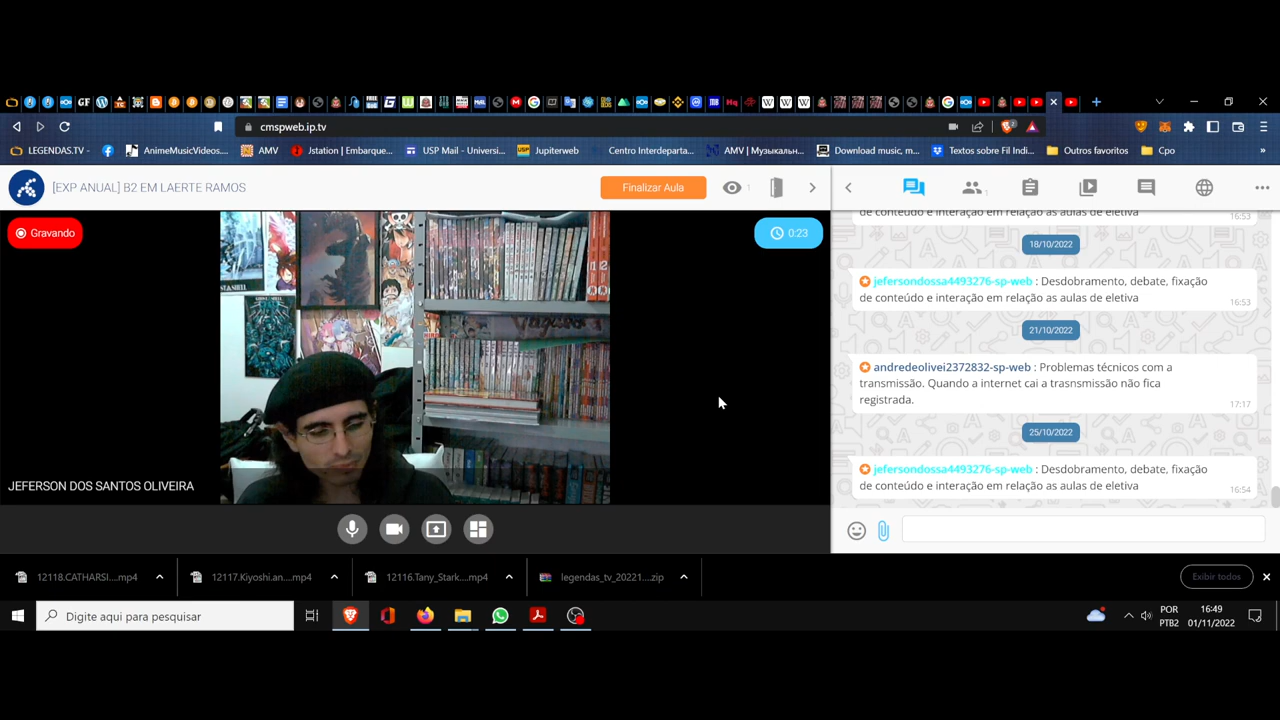 cmspweb.ip.tv
2
LEGENDAS.TV -
AnimeMusicVideos...
AMV
Jstation | Embarque...
USP Mail - Universi...
Jupiterweb
Centro Interdeparta...
AMV | Музыкальн...
Download music, m...
Textos sobre Fil Indi...
Outros favoritos
Cpo
[EXP ANUAL] B2 EM LAERTE RAMOS
Finalizar Aula
1
1
Gravando
0:23
JEFERSON DOS SANTOS OLIVEIRA
de conteúdo e interação em relação as aulas de eletiva
16:53
18/10/2022
jefersondossa4493276-sp-web : Desdobramento, debate, fixação
de conteúdo e interação em relação as aulas de eletiva
16:53
21/10/2022
andredeolivei2372832-sp-web : Problemas técnicos com a
transmissão. Quando a internet cai a trasnsmissão não fica
registrada.
17:17
25/10/2022
jefersondossa4493276-sp-web : Desdobramento, debate, fixação
de conteúdo e interação em relação as aulas de eletiva
16:54
12118.CATHARSI....mp4
12117.Kiyoshi.an....mp4
12116.Tany_Stark....mp4
legendas_tv_20221....zip
Exibir todos
Digite aqui para pesquisar
POR
PTB2
16:49
01/11/2022